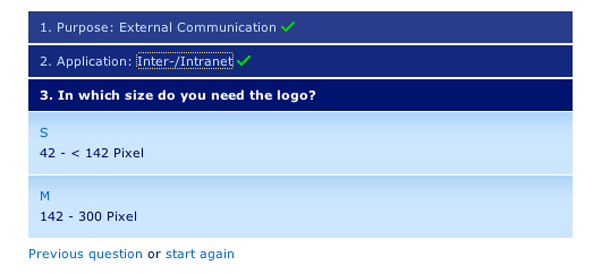 1. Purpose: External Communication
2. Application: Inter-/Intranet
3. In which size do you need the logo?
S
42 - < 142 Pixel
M
142 - 300 Pixel
Previous question or start again